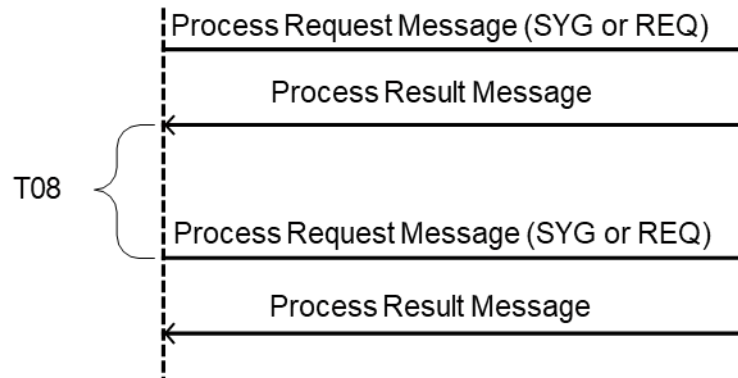 Process Request Message (SYG or REQ)
Process Result Message
T08
Process Request Message (SYG or REQ)
Process Result Message